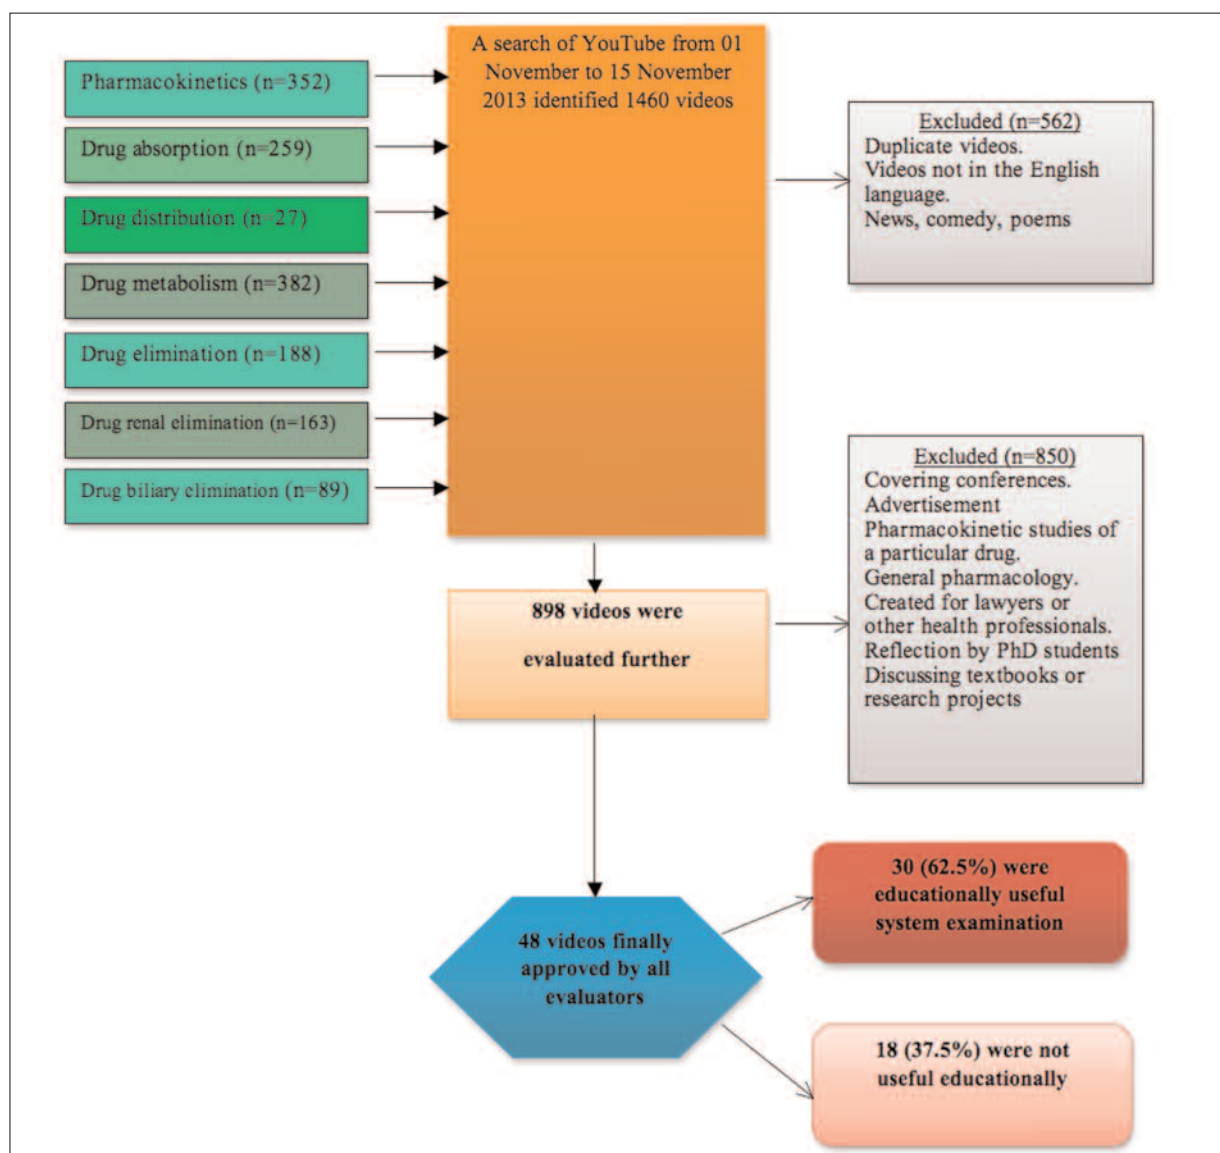 Pharmacokinetics (n=352)
Drug absorption (n=259)
Drug distribution (n=27)
Drug metabolism (n=382)
Drug elimination (n=188)
Drug renal elimination (n=163)
Drug biliary elimination (n=89)
A search of YouTube from 01
November to 15 November
2013 identified 1460 videos
Excluded (n=562)
Duplicate videos.
Videos not in the English
language.
News, comedy, poems
898 videos were
evaluated further
Excluded (n=850)
Covering conferences.
Advertisement
Pharmacokinetic studies of
a particular drug.
General pharmacology.
Created for lawyers or
other health professionals.
Reflection by PhD students
Discussing textbooks or
research projects
48 videos finally
approved by all
evaluators
30 (62.5%) were
educationally useful
system examination
18 (37.5%) were not
useful educationally